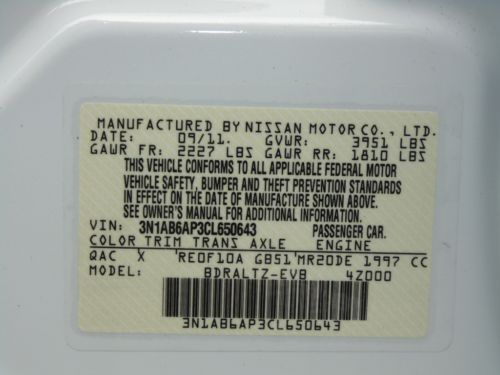 MANUFACTURED BY NISSAN MOTOR CO., LTD.
DATE: 09/11. GVWR: 3951 LBS
GAWR FR: 2227 LBS GAWR RR: 1810 LBS
THIS VEHICLE CONFORMS TO ALL APPLICABLE FEDERAL MOTOR
VEHICLE SAFETY, BUMPER AND THEFT PREVENTION STANDARDS
IN EFFECT ON THE DATE OF MANUFACTURE SHOWN ABOVE.
SEE OWNER'S MANUAL FOR ADDITIONAL INFORMATION.
VIN: 3N1AB6AP3CL650643 PASSENGER CAR.
COLOR TRIM TRANS AXLE ENGINE
QAC X RE0F10A GB51 MR20DE 1997 CC
MODEL: BDRALTZ-EVB 4Z000
3N1AB6AP3CL650643